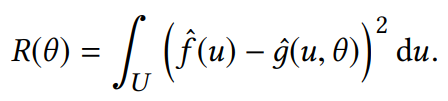 R(θ) = ∫_U ( f̂(u) − ĝ(u, θ) )² du.